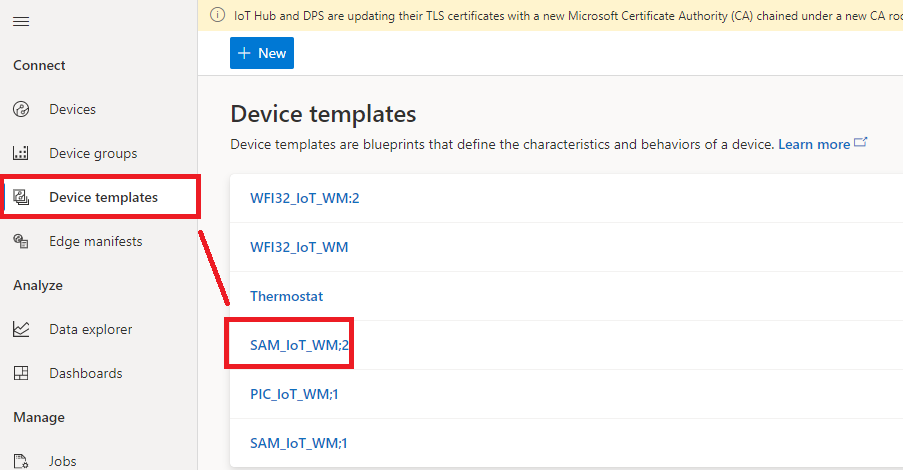 IoT Hub and DPS are updating their TLS certificates with a new Microsoft Certificate Authority (CA) chained under a new CA roo
New
Connect
Devices
Device groups
Device templates
Edge manifests
Analyze
Data explorer
Dashboards
Manage
Jobs
Device templates
Device templates are blueprints that define the characteristics and behaviors of a device. Learn more
WFI32_IoT_WM:2
WFI32_IoT_WM
Thermostat
SAM_IoT_WM;2
PIC_IoT_WM;1
SAM_IoT_WM;1